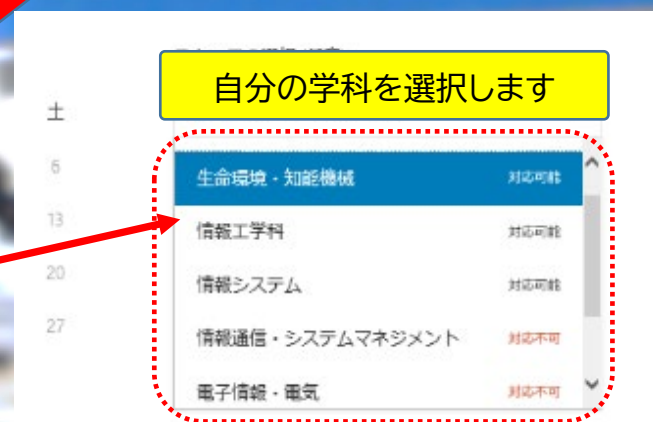 自分の学科を選択します
土
6
生命環境・知能機械 対応可能
13
情報工学科 対応可能
20
情報システム 対応可能
27
情報通信・システムマネジメント 対応不可
電子情報・電気 対応不可